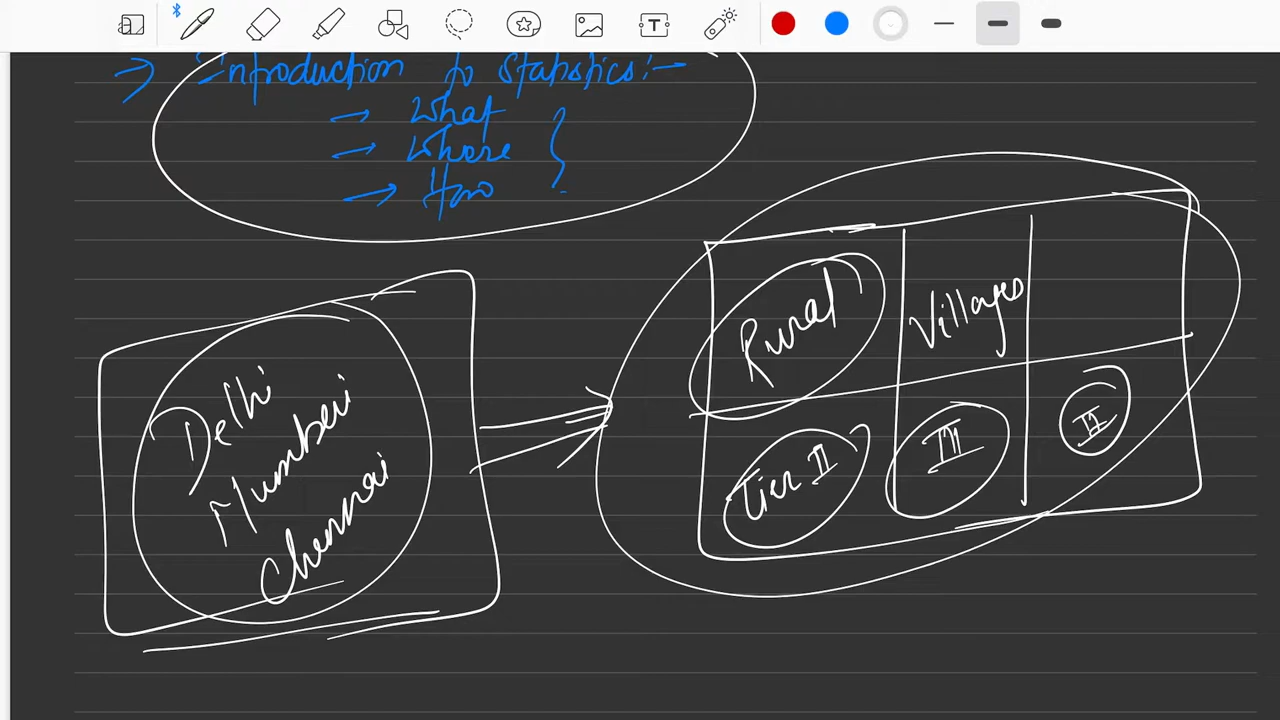 → Introduction to Statistics:-
→ What
→ Where
→ How
Delhi
Mumbai
Chennai
Rural
Villages
Tier II
III
II
T